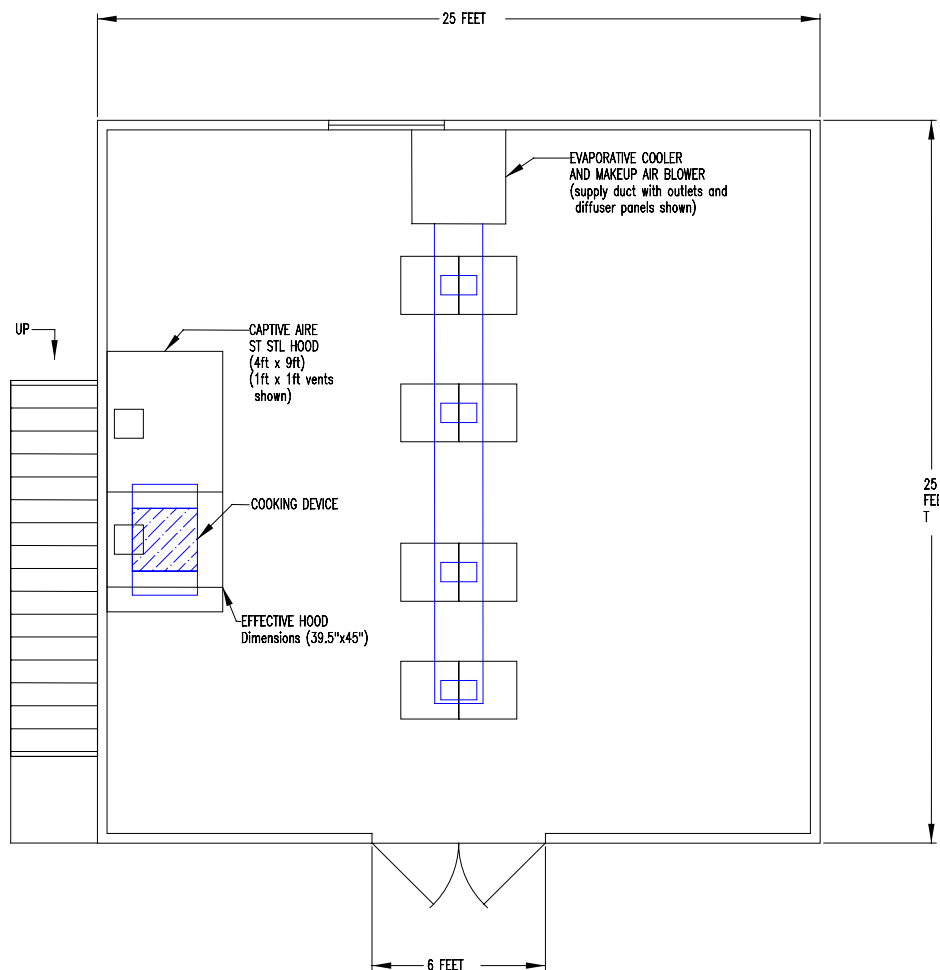 25 FEET
EVAPORATIVE COOLER
AND MAKEUP AIR BLOWER
(supply duct with outlets and
diffuser panels shown)
UP
CAPTIVE AIRE
ST STL HOOD
(4ft x 9ft)
(1ft x 1ft vents
shown)
COOKING DEVICE
25
FEE
T
EFFECTIVE HOOD
Dimensions (39.5"x45")
6 FEET